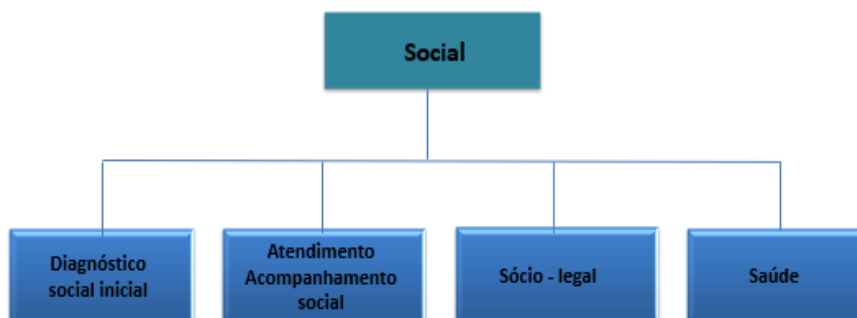 Social
Diagnóstico
social inicial
Atendimento
Acompanhamento
social
Sócio - legal
Saúde